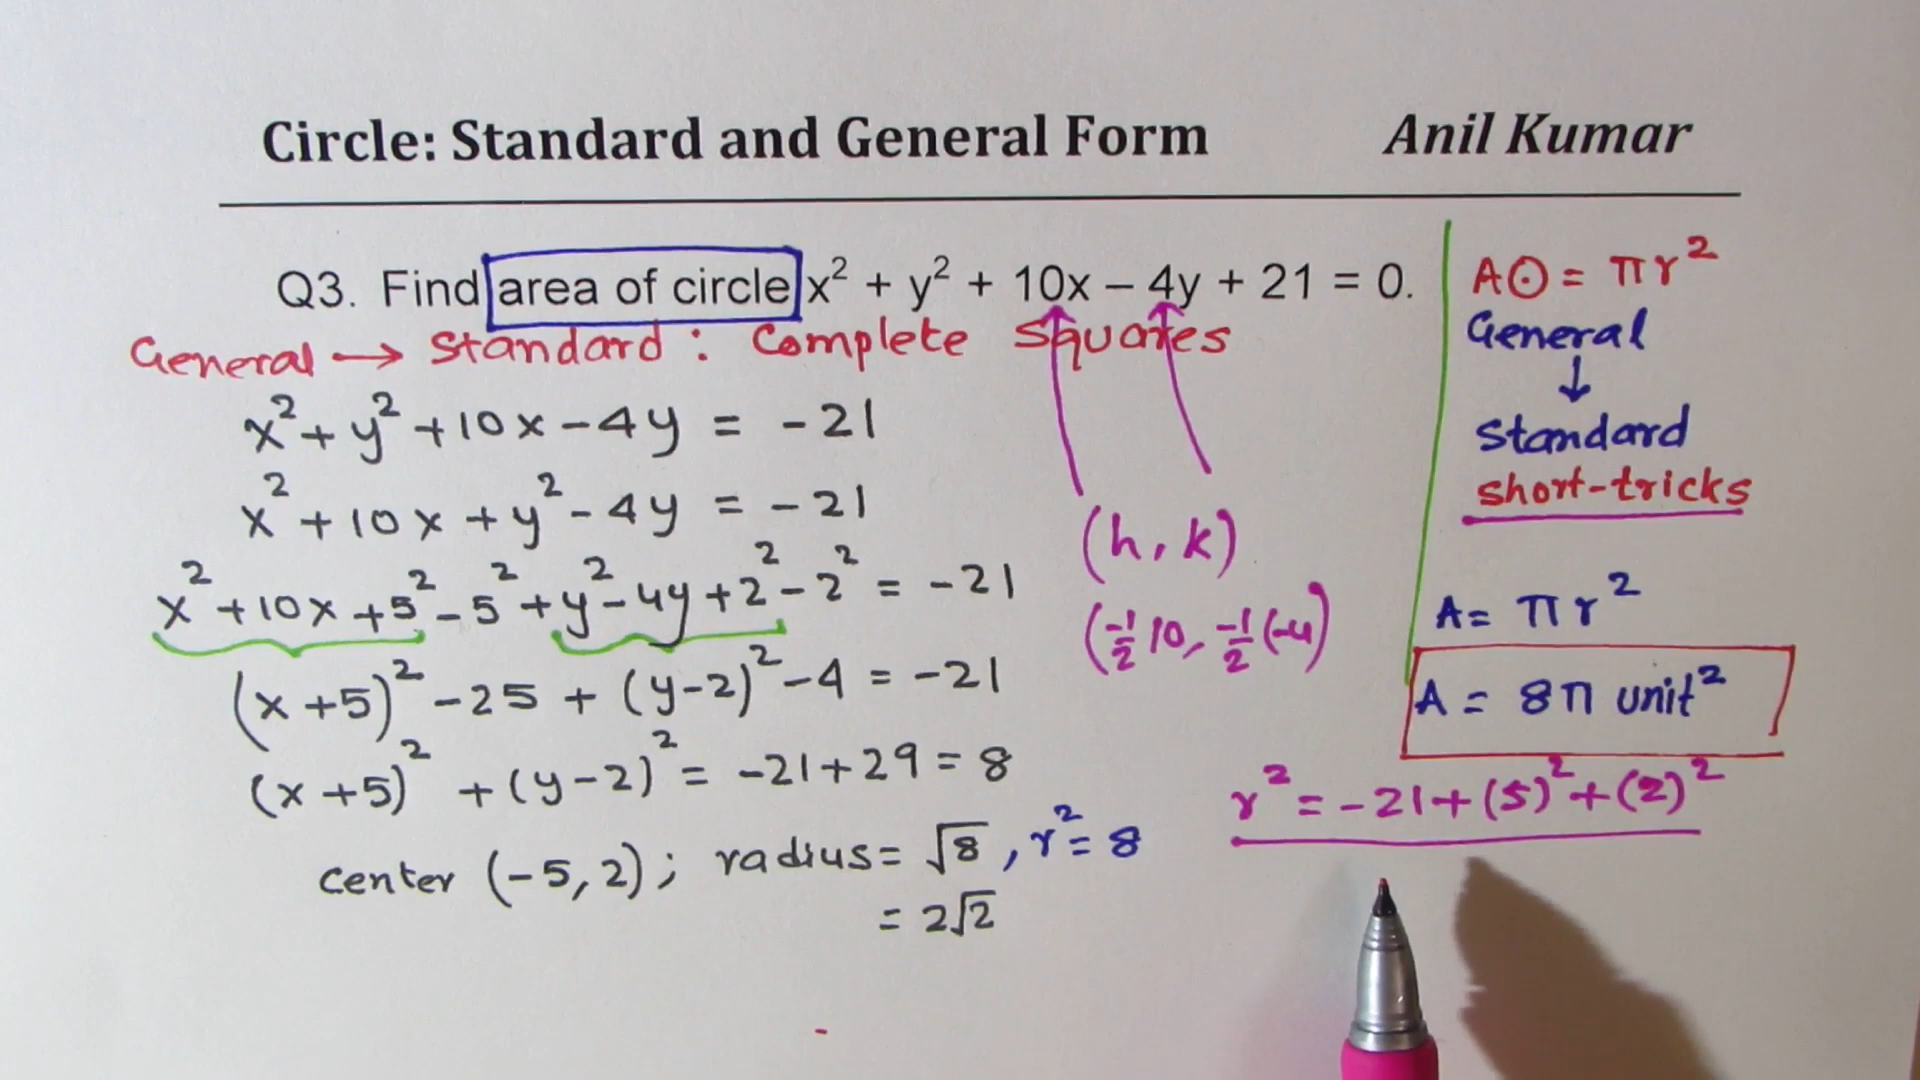 Circle: Standard and General Form Anil Kumar
Q3. Find area of circle x² + y² + 10x – 4y + 21 = 0.
General → Standard : Complete Squares
x² + y² + 10x – 4y = -21
x² + 10x + y² - 4y = -21
x² + 10x + 5² - 5² + y² - 4y + 2² - 2² = -21
(x + 5)² - 25 + (y - 2)² - 4 = -21
(x + 5)² + (y - 2)² = -21 + 29 = 8
center (-5, 2) ; radius = √8 , r² = 8
= 2√2
(h, k)
(-1/2 10, -1/2 (-4)
A⊙ = πr²
General
↓
Standard
short-tricks
A = πr²
A = 8π unit²
r² = -21 + (5)² + (2)²